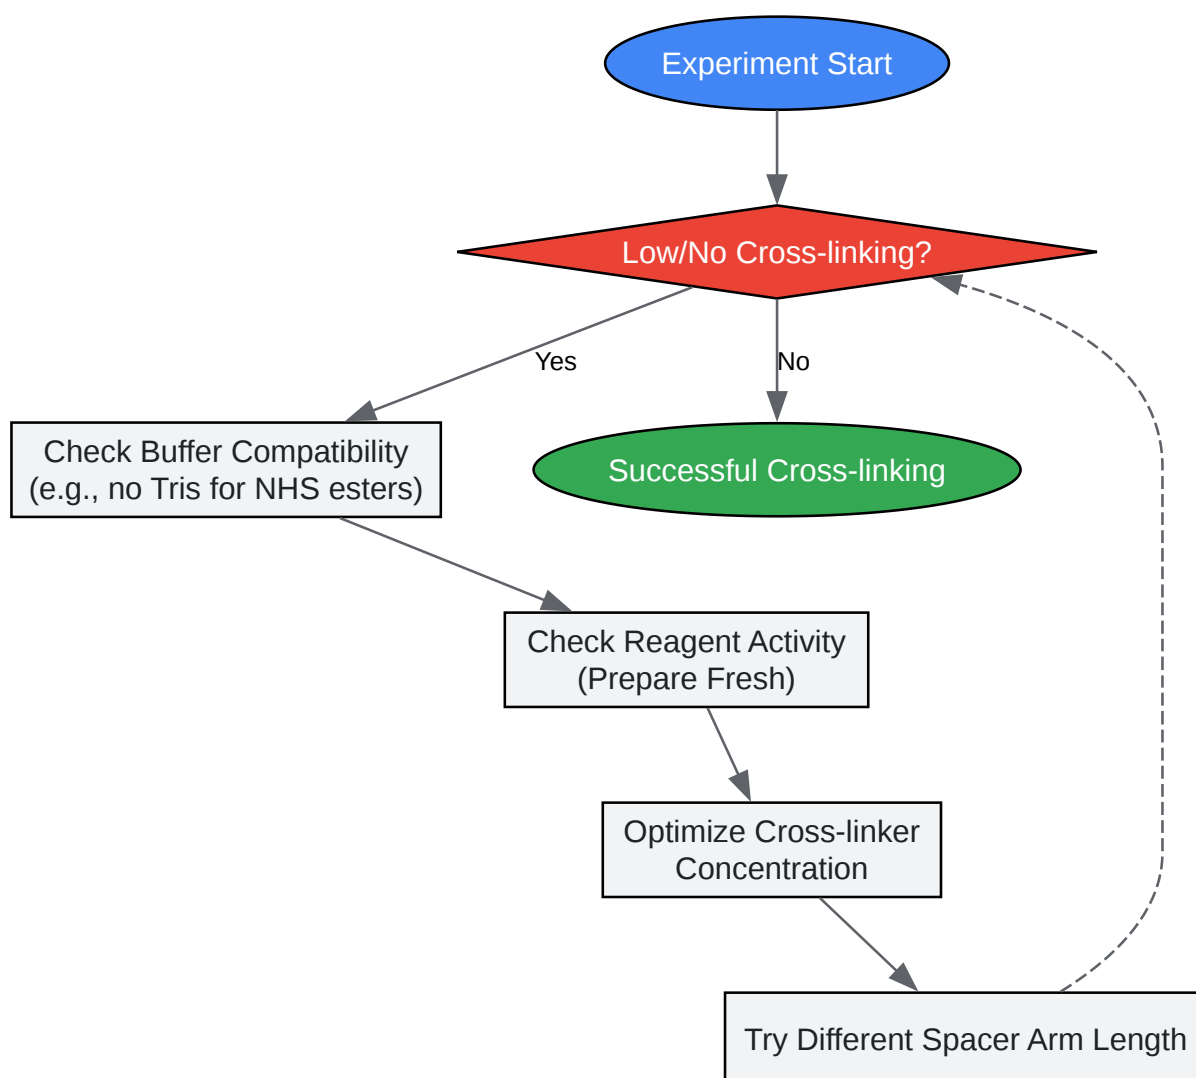 Experiment Start
Low/No Cross-linking?
Yes
No
Check Buffer Compatibility
(e.g., no Tris for NHS esters)
Successful Cross-linking
Check Reagent Activity
(Prepare Fresh)
Optimize Cross-linker
Concentration
Try Different Spacer Arm Length